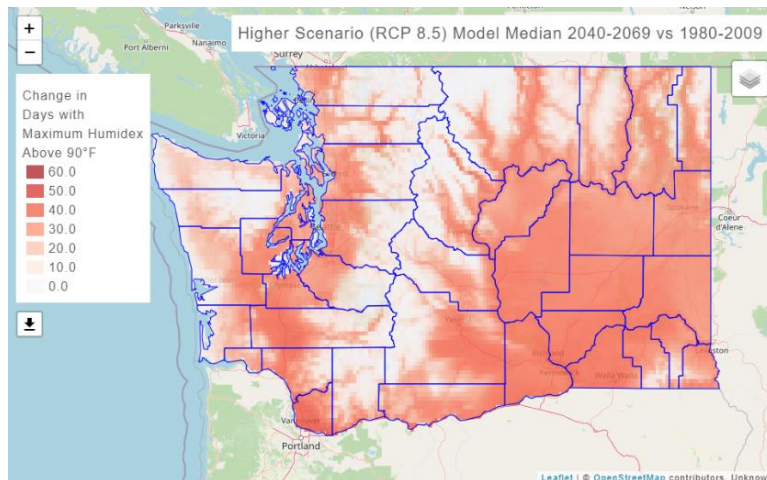 Parksville
Nelson
Port Alberni
Nanaimo
Surrey
Higher Scenario (RCP 8.5) Model Median 2040-2069 vs 1980-2009
+
−
Change in
Days with
Maximum Humidex
Above 90°F
60.0
50.0
40.0
30.0
20.0
10.0
0.0
Victoria
Seattle
Spokane
Coeur
d'Alene
Olympia
Richland
Kennewick
Walla Walla
Lewiston
Vancouver
Portland
Leaflet | © OpenStreetMap contributors, Unknow